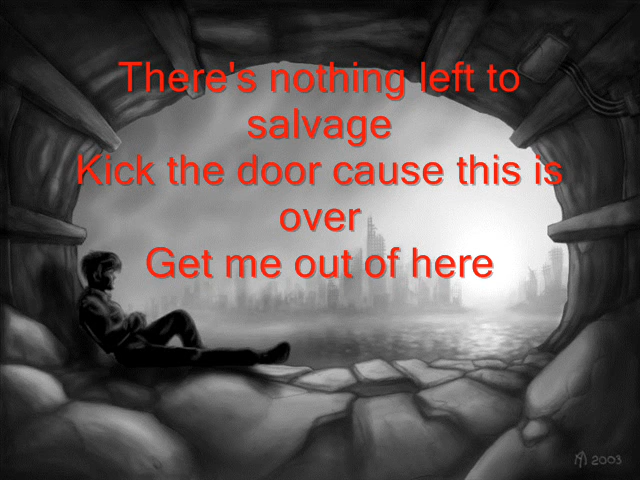 There's nothing left to
salvage
Kick the door cause this is
over
Get me out of here
2003